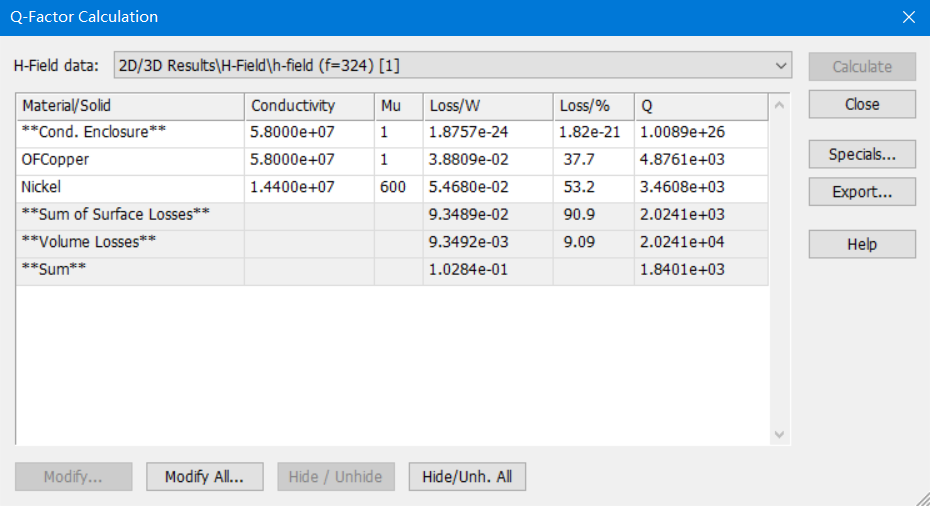 Q-Factor Calculation
H-Field data: 2D/3D Results\H-Field\h-field (f=324) [1]
Calculate
Close
Specials...
Export...
Help
Material/Solid Conductivity Mu Loss/W Loss/% Q
**Cond. Enclosure** 5.8000e+07 1 1.8757e-24 1.82e-21 1.0089e+26
OFCopper 5.8000e+07 1 3.8809e-02 37.7 4.8761e+03
Nickel 1.4400e+07 600 5.4680e-02 53.2 3.4608e+03
**Sum of Surface Losses** 9.3489e-02 90.9 2.0241e+03
**Volume Losses** 9.3492e-03 9.09 2.0241e+04
**Sum** 1.0284e-01 1.8401e+03
Modify... Modify All... Hide / Unhide Hide/Unh. All